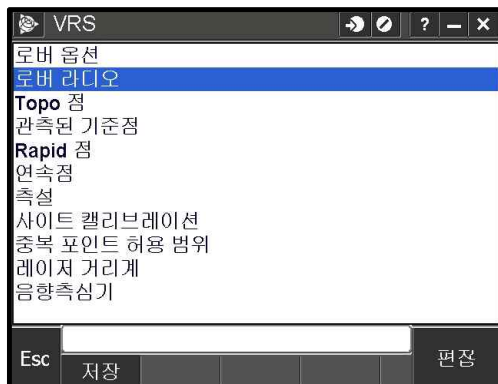 VRS ? – ×
로버 옵션
로버 라디오
Topo 점
관측된 기준점
Rapid 점
연속점
측설
사이트 캘리브레이션
중복 포인트 허용 범위
레이저 거리계
음향측심기
Esc 저장 편집